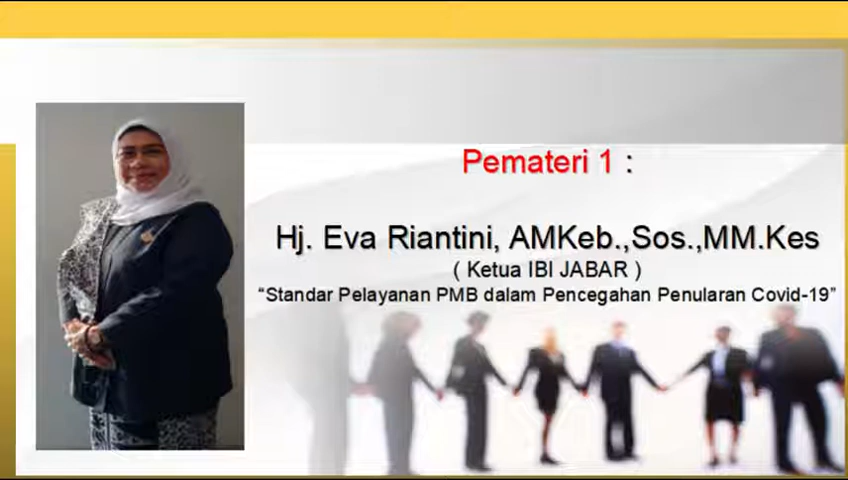 Pemateri 1 :
Hj. Eva Riantini, AMKeb.,Sos.,MM.Kes
( Ketua IBI JABAR )
“Standar Pelayanan PMB dalam Pencegahan Penularan Covid-19”